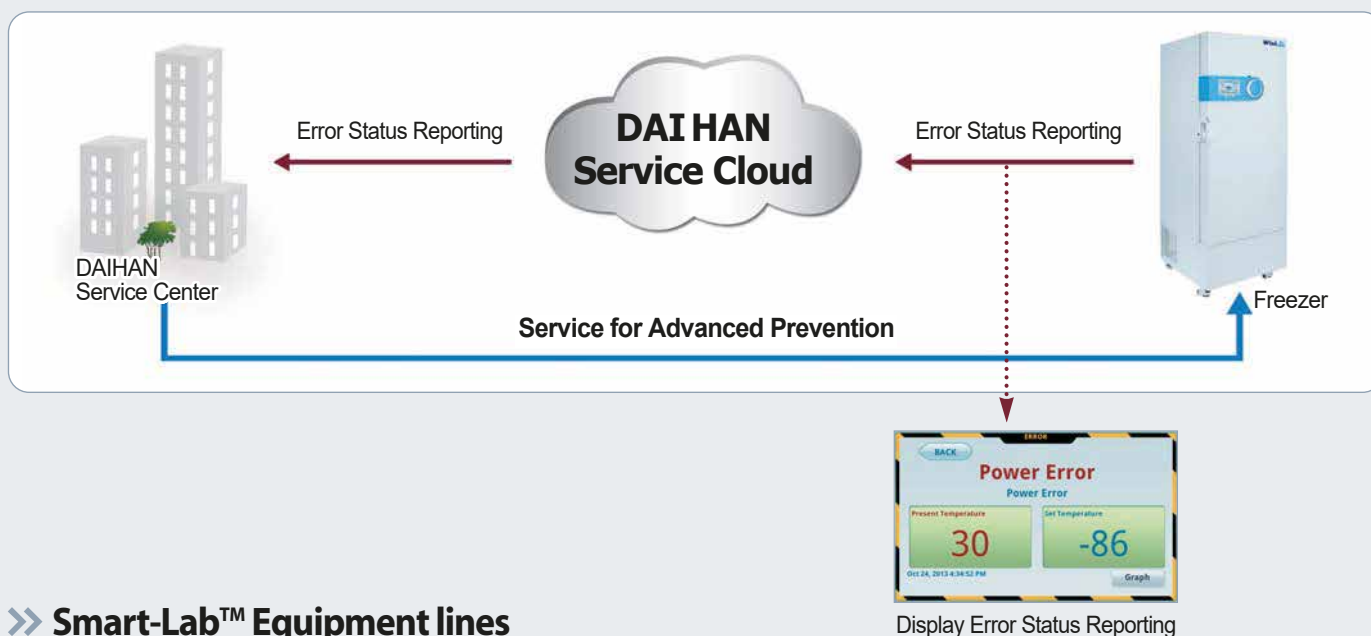 Error Status Reporting
DAIHAN
Service Cloud
Error Status Reporting
DAIHAN
Service Center
Freezer
Service for Advanced Prevention
ERROR
BACK
Power Error
Power Error
Present Temperature
Set Temperature
30
-86
Oct 24, 2013 4:34:52 PM
Graph
Display Error Status Reporting
>> Smart-Lab™ Equipment lines